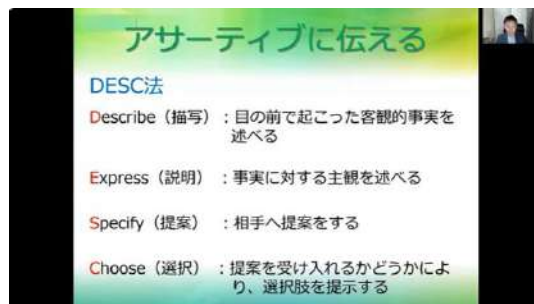 アサーティブに伝える
DESC法
Describe（描写）：目の前で起こった客観的事実を
述べる
Express（説明）：事実に対する主観を述べる
Specify（提案）：相手へ提案をする
Choose（選択）：提案を受け入れるかどうかによ
り、選択肢を提示する